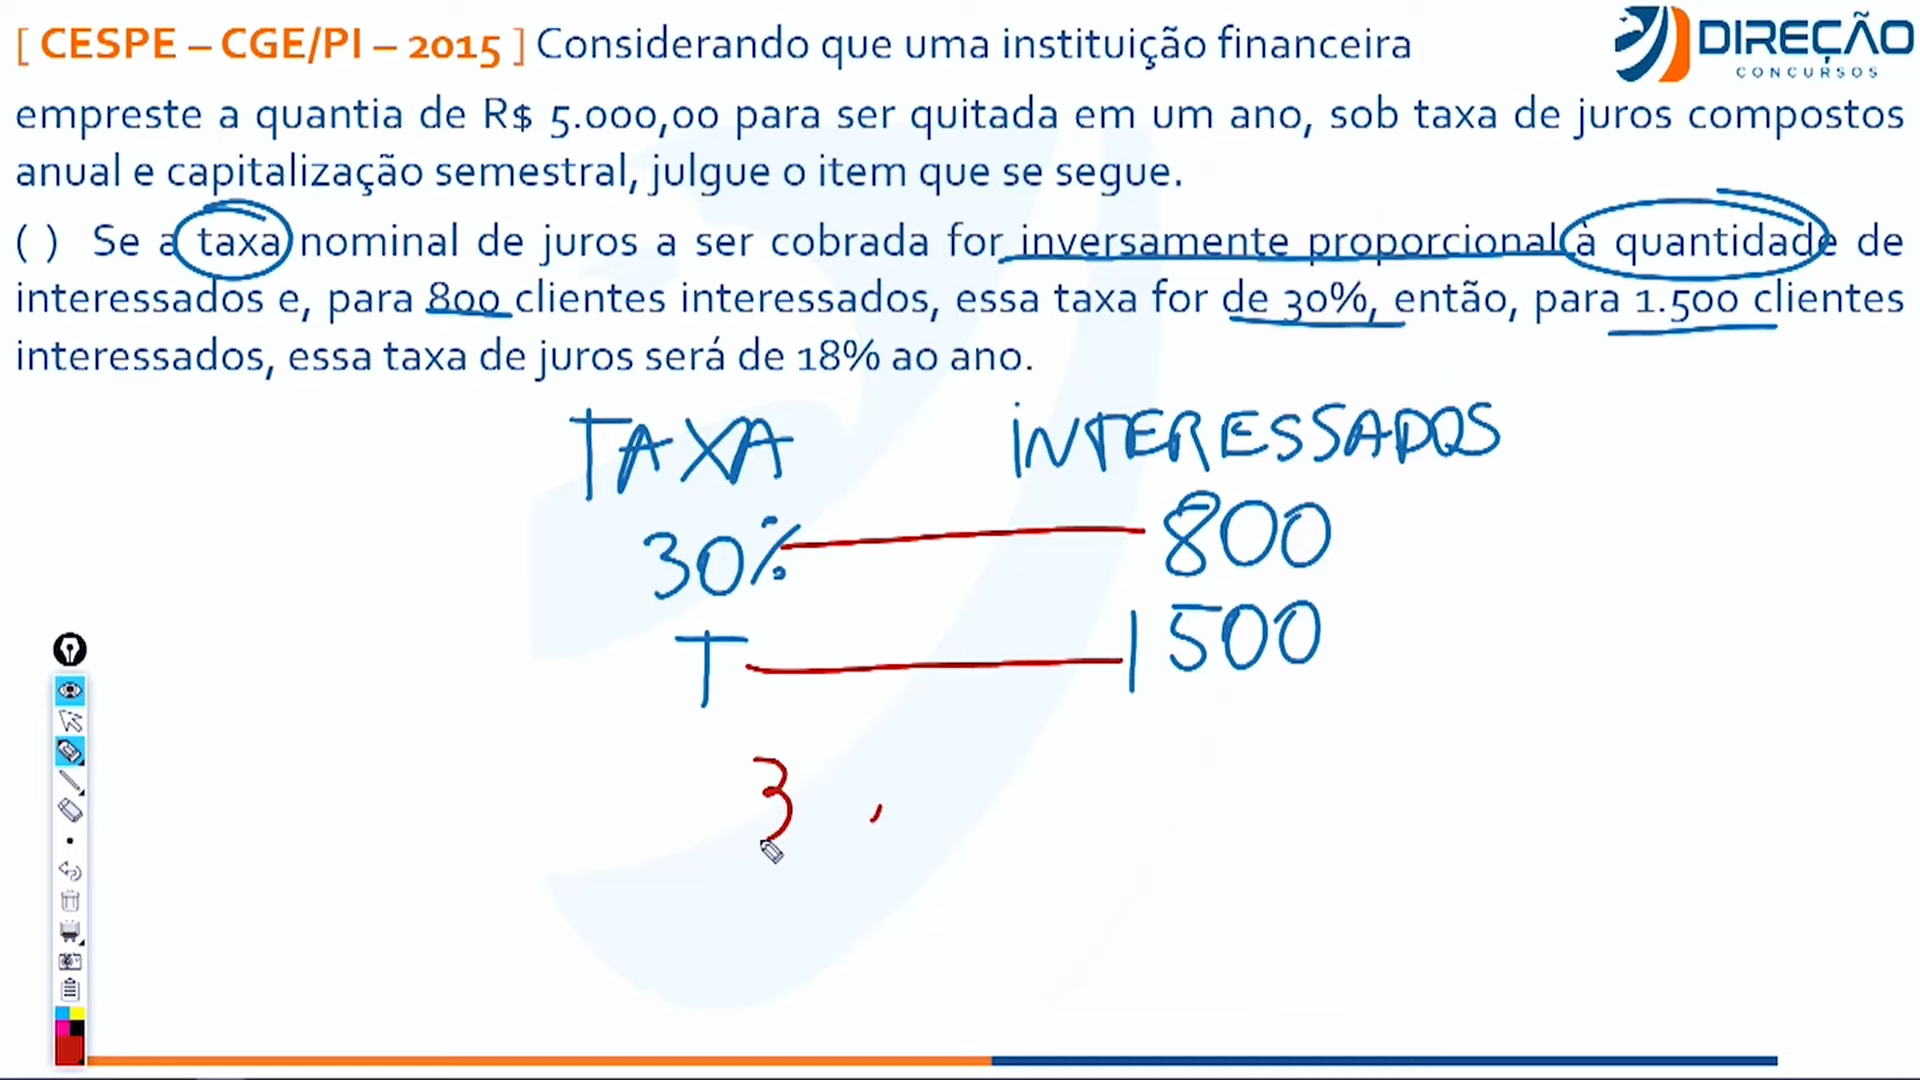 [ CESPE – CGE/PI – 2015 ] Considerando que uma instituição financeira
DIREÇÃO
CONCURSOS
empreste a quantia de R$ 5.000,00 para ser quitada em um ano, sob taxa de juros compostos
anual e capitalização semestral, julgue o item que se segue.
( ) Se a taxa nominal de juros a ser cobrada for inversamente proporcional à quantidade de
interessados e, para 800 clientes interessados, essa taxa for de 30%, então, para 1.500 clientes
interessados, essa taxa de juros será de 18% ao ano.
TAXA INTERESSADOS
30% 800
T 1500
3 ,